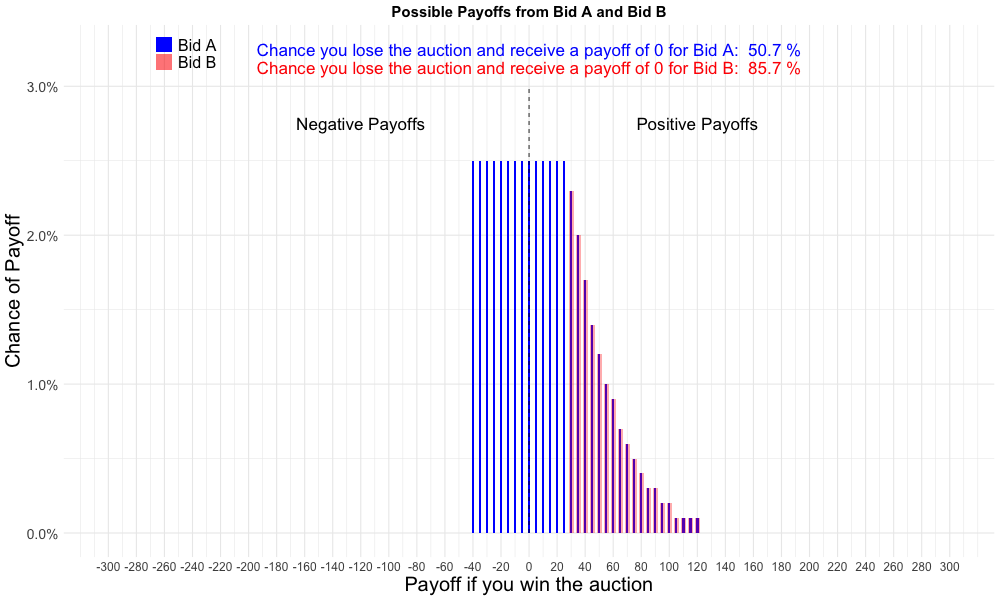 Possible Payoffs from Bid A and Bid B
Bid A
Bid B
Chance you lose the auction and receive a payoff of 0 for Bid A:  50.7 %
Chance you lose the auction and receive a payoff of 0 for Bid B:  85.7 %
Negative Payoffs
Positive Payoffs
Chance of Payoff
3.0%
2.0%
1.0%
0.0%
-300 -280 -260 -240 -220 -200 -180 -160 -140 -120 -100 -80 -60 -40 -20 0 20 40 60 80 100 120 140 160 180 200 220 240 260 280 300
Payoff if you win the auction